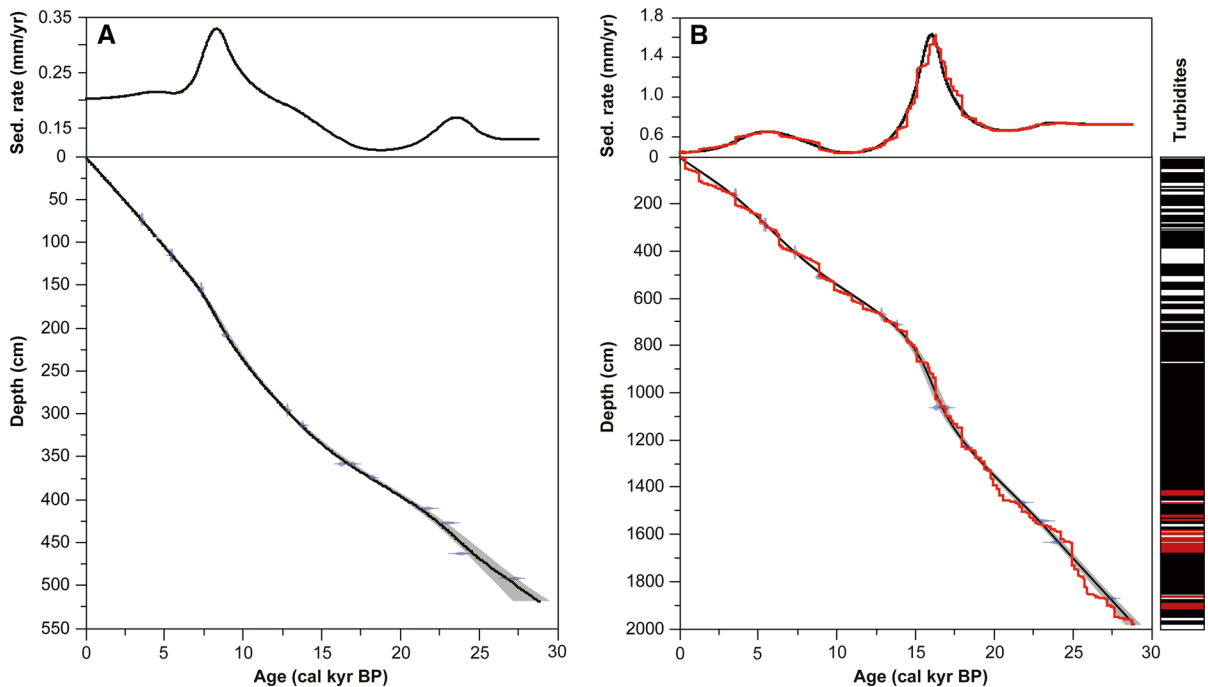 A
Sed. rate (mm/yr)
0.35
0.25
0.15
0
50
100
150
200
250
300
350
400
450
500
550
Depth (cm)
0 5 10 15 20 25 30
Age (cal kyr BP)
B
Sed. rate (mm/yr)
1.8
1.4
1.0
0.6
0
200
400
600
800
1000
1200
1400
1600
1800
2000
Depth (cm)
0 5 10 15 20 25 30
Age (cal kyr BP)
Turbidites